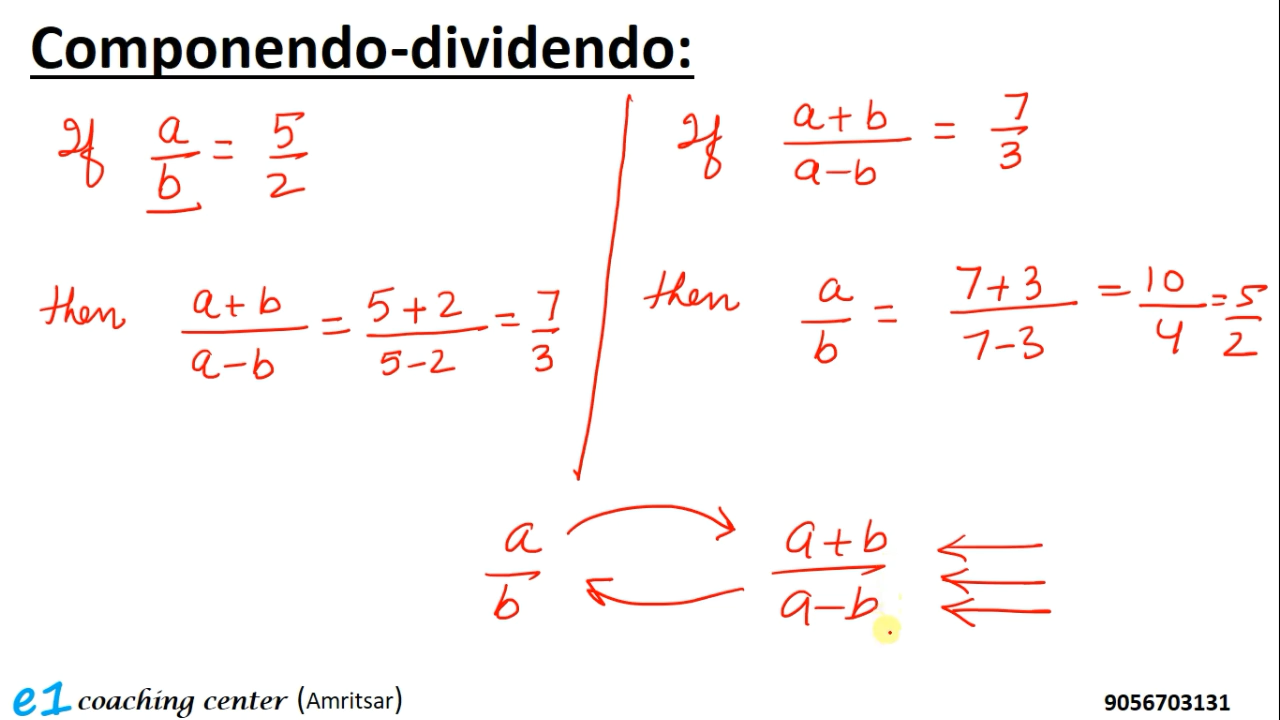 Componendo-dividendo:
If a/b = 5/2
then (a+b)/(a-b) = (5+2)/(5-2) = 7/3
If (a+b)/(a-b) = 7/3
then a/b = (7+3)/(7-3) = 10/4 = 5/2
a/b (a+b)/(a-b)
e1 coaching center (Amritsar)
9056703131